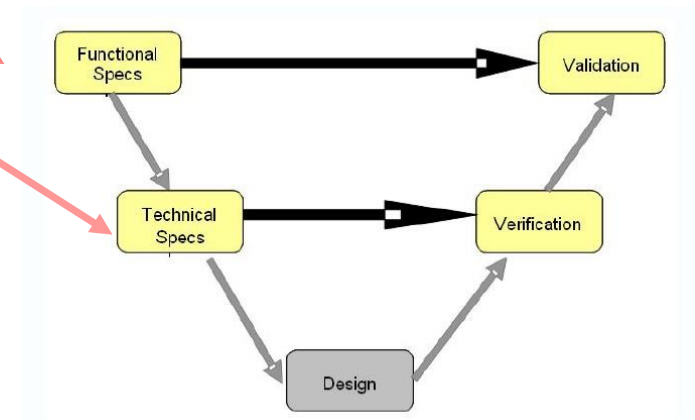 Functional
Specs
Validation
Technical
Specs
Verification
Design